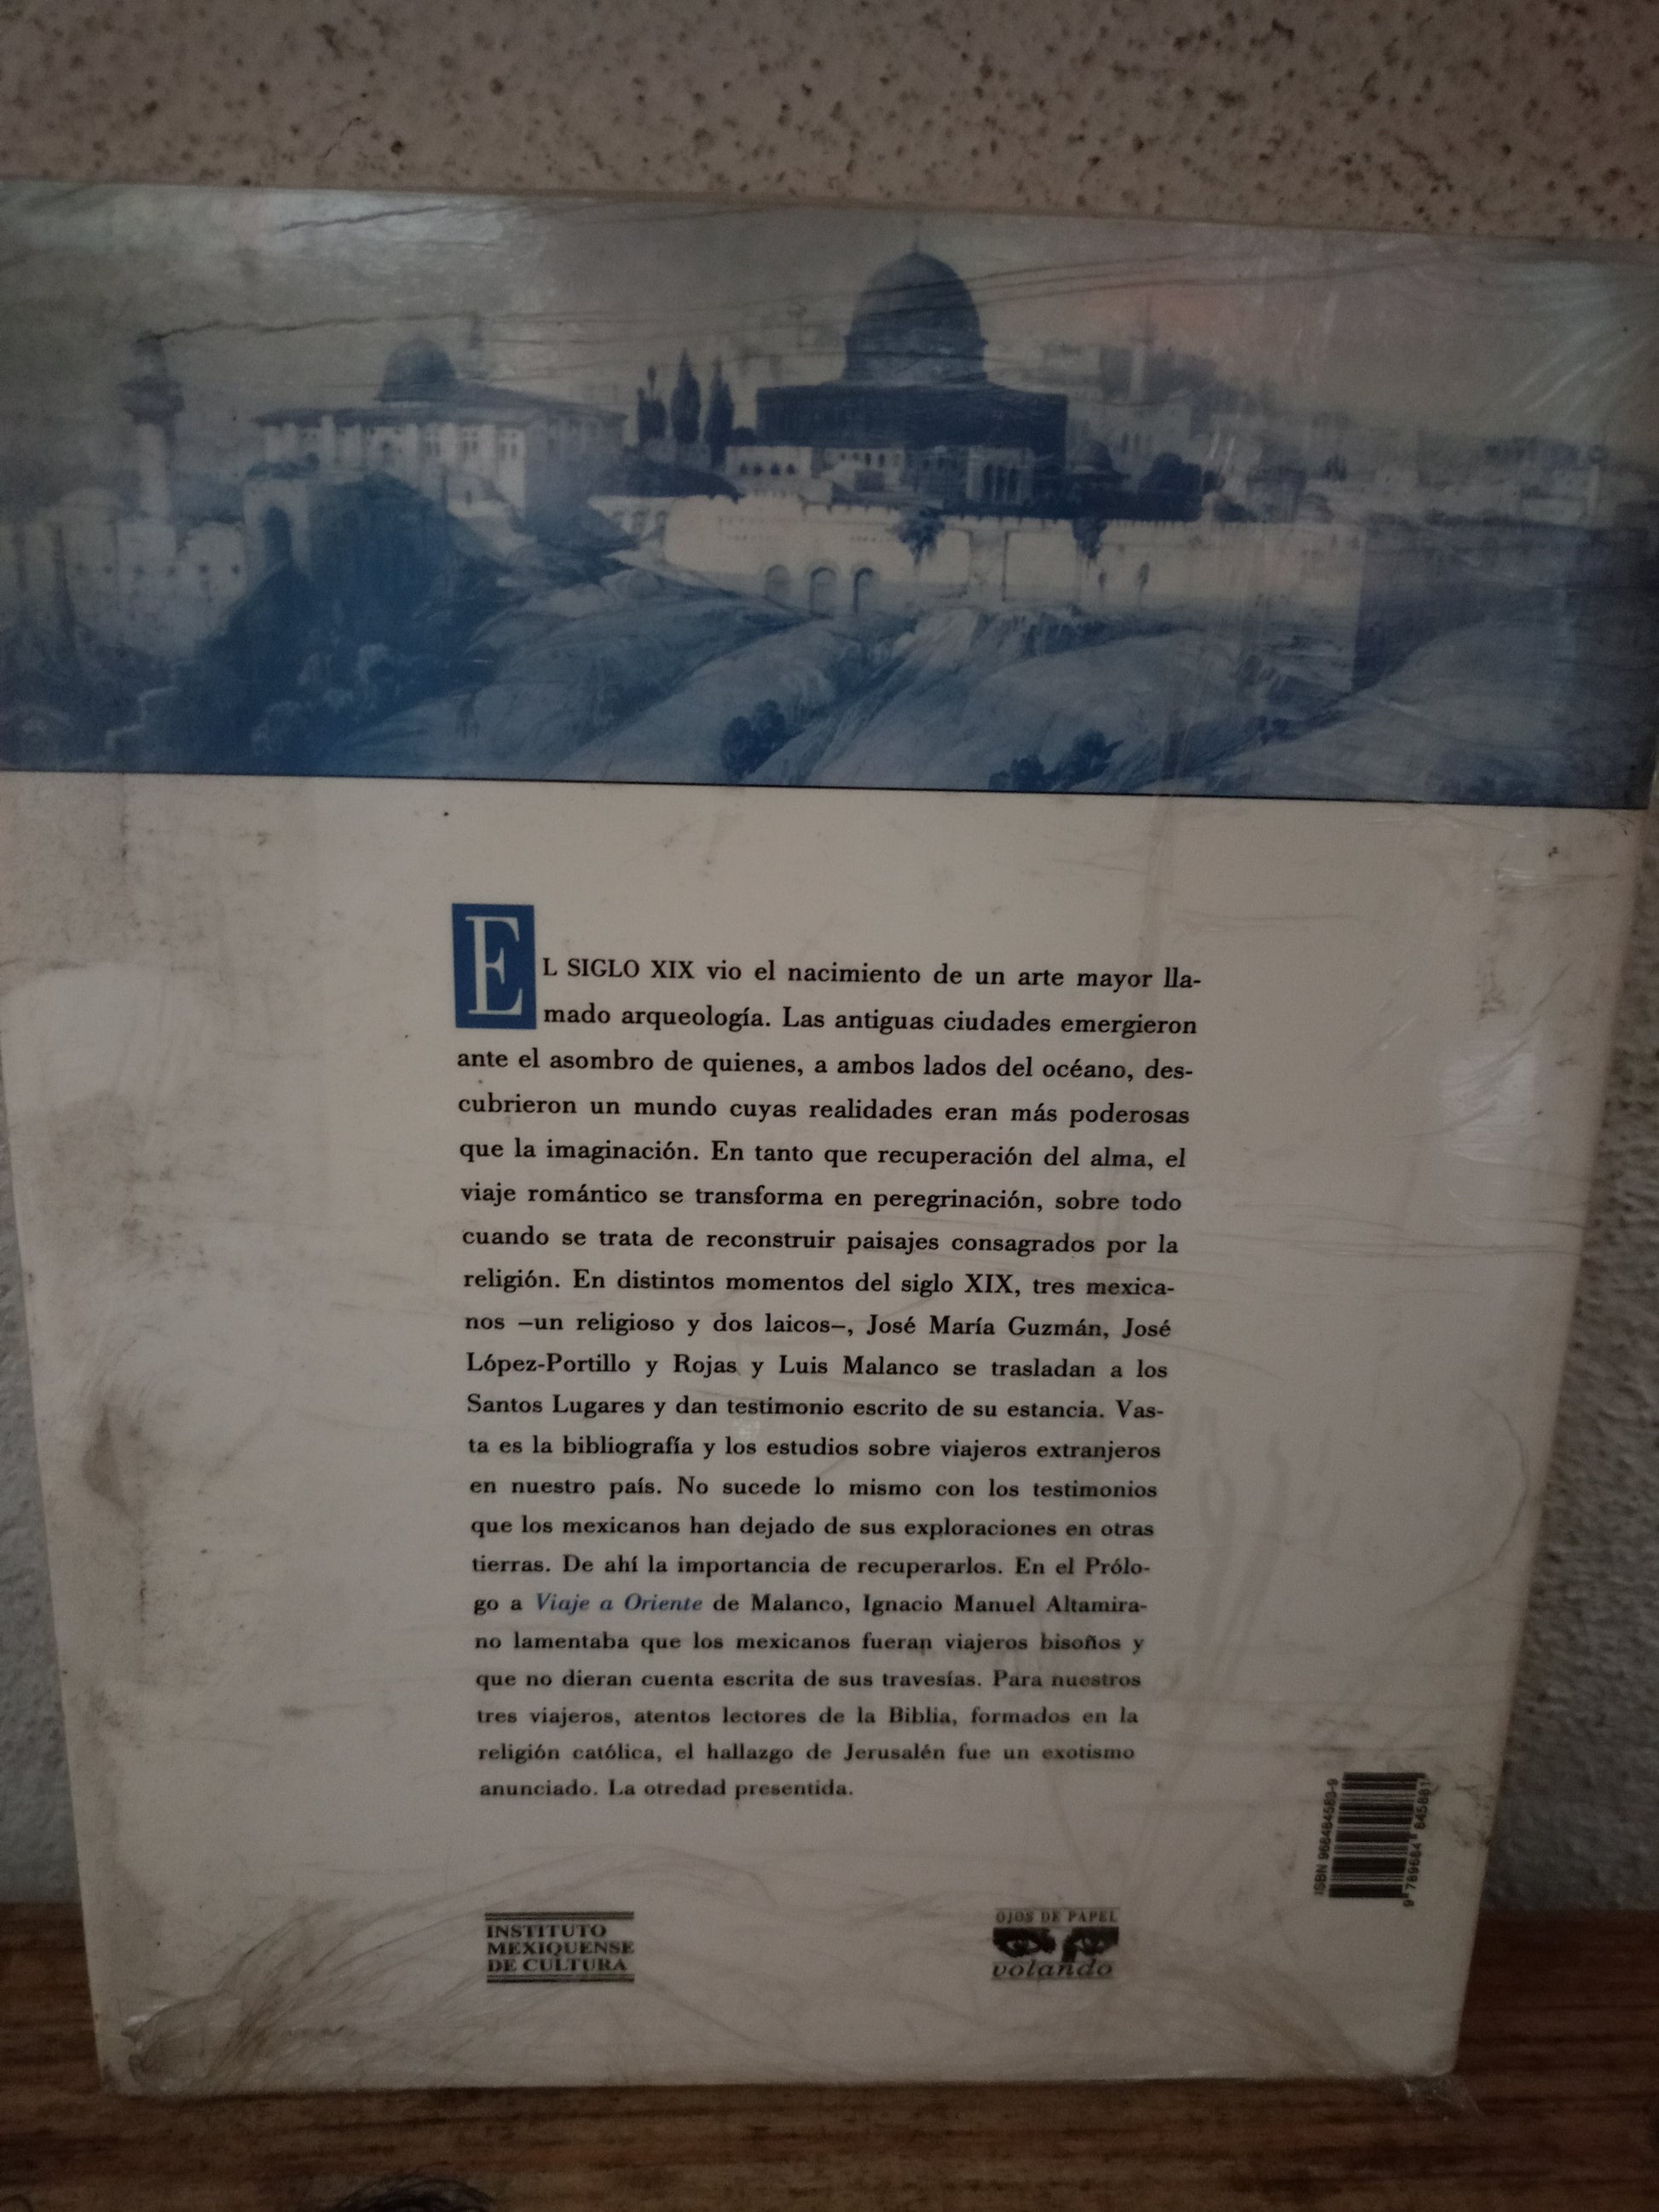 EL SIGLO XIX vio el nacimiento de un arte mayor lla-
mado arqueología. Las antiguas ciudades emergieron
ante el asombro de quienes, a ambos lados del océano, des-
cubrieron un mundo cuyas realidades eran más poderosas
que la imaginación. En tanto que recuperación del alma, el
viaje romántico se transforma en peregrinación, sobre todo
cuando se trata de reconstruir paisajes consagrados por la
religión. En distintos momentos del siglo XIX, tres mexica-
nos –un religioso y dos laicos–, José María Guzmán, José
López-Portillo y Rojas y Luis Malanco se trasladan a los
Santos Lugares y dan testimonio escrito de su estancia. Vas-
ta es la bibliografía y los estudios sobre viajeros extranjeros
en nuestro país. No sucede lo mismo con los testimonios
que los mexicanos han dejado de sus exploraciones en otras
tierras. De ahí la importancia de recuperarlos. En el Prólo-
go a Viaje a Oriente de Malanco, Ignacio Manuel Altamira-
no lamentaba que los mexicanos fueran viajeros bisoños y
que no dieran cuenta escrita de sus travesías. Para nuestros
tres viajeros, atentos lectores de la Biblia, formados en la
religión católica, el hallazgo de Jerusalén fue un exotismo
anunciado. La otredad presentida.
ISBN
INSTITUTO
MEXIQUENSE
DE CULTURA
OJOS DE PAPEL
volando